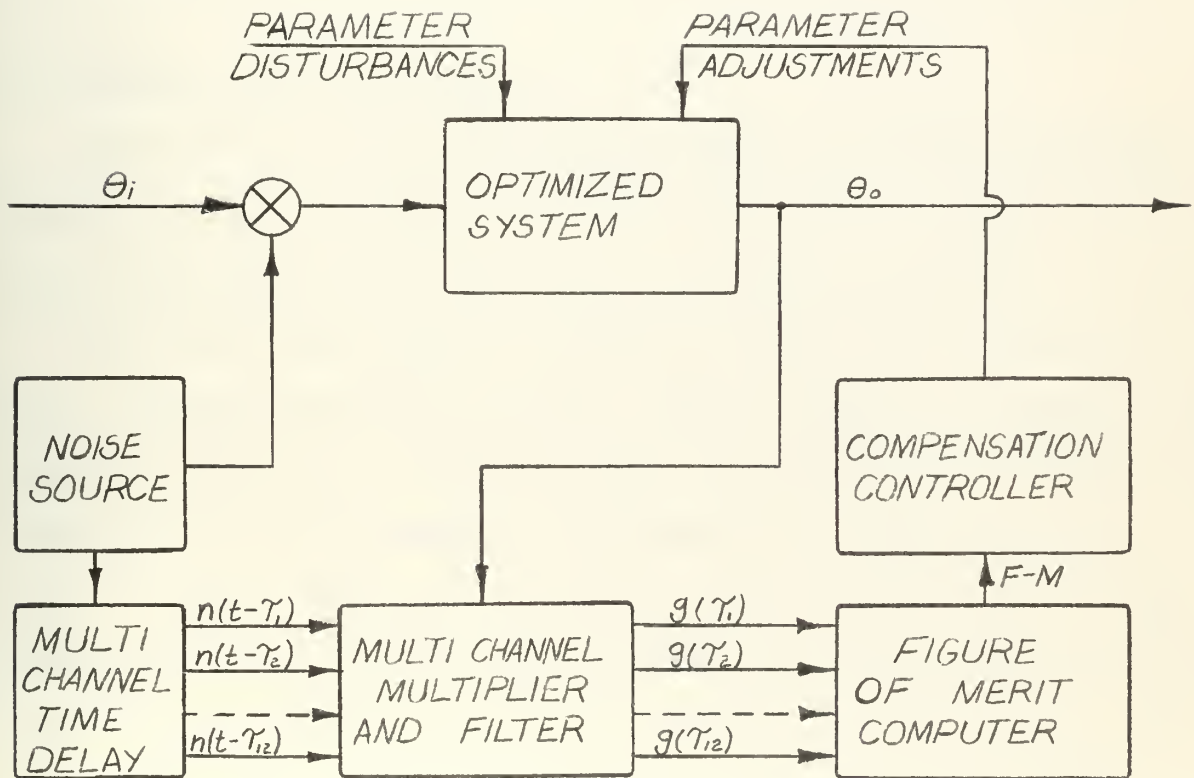 PARAMETER
DISTURBANCES
PARAMETER
ADJUSTMENTS
θi
OPTIMIZED
SYSTEM
θo
NOISE
SOURCE
COMPENSATION
CONTROLLER
F-M
MULTI
CHANNEL
TIME
DELAY
n(t-τ1)
n(t-τ2)
n(t-τ12)
MULTI CHANNEL
MULTIPLIER
AND FILTER
g(τ1)
g(τ2)
g(τ12)
FIGURE
OF MERIT
COMPUTER